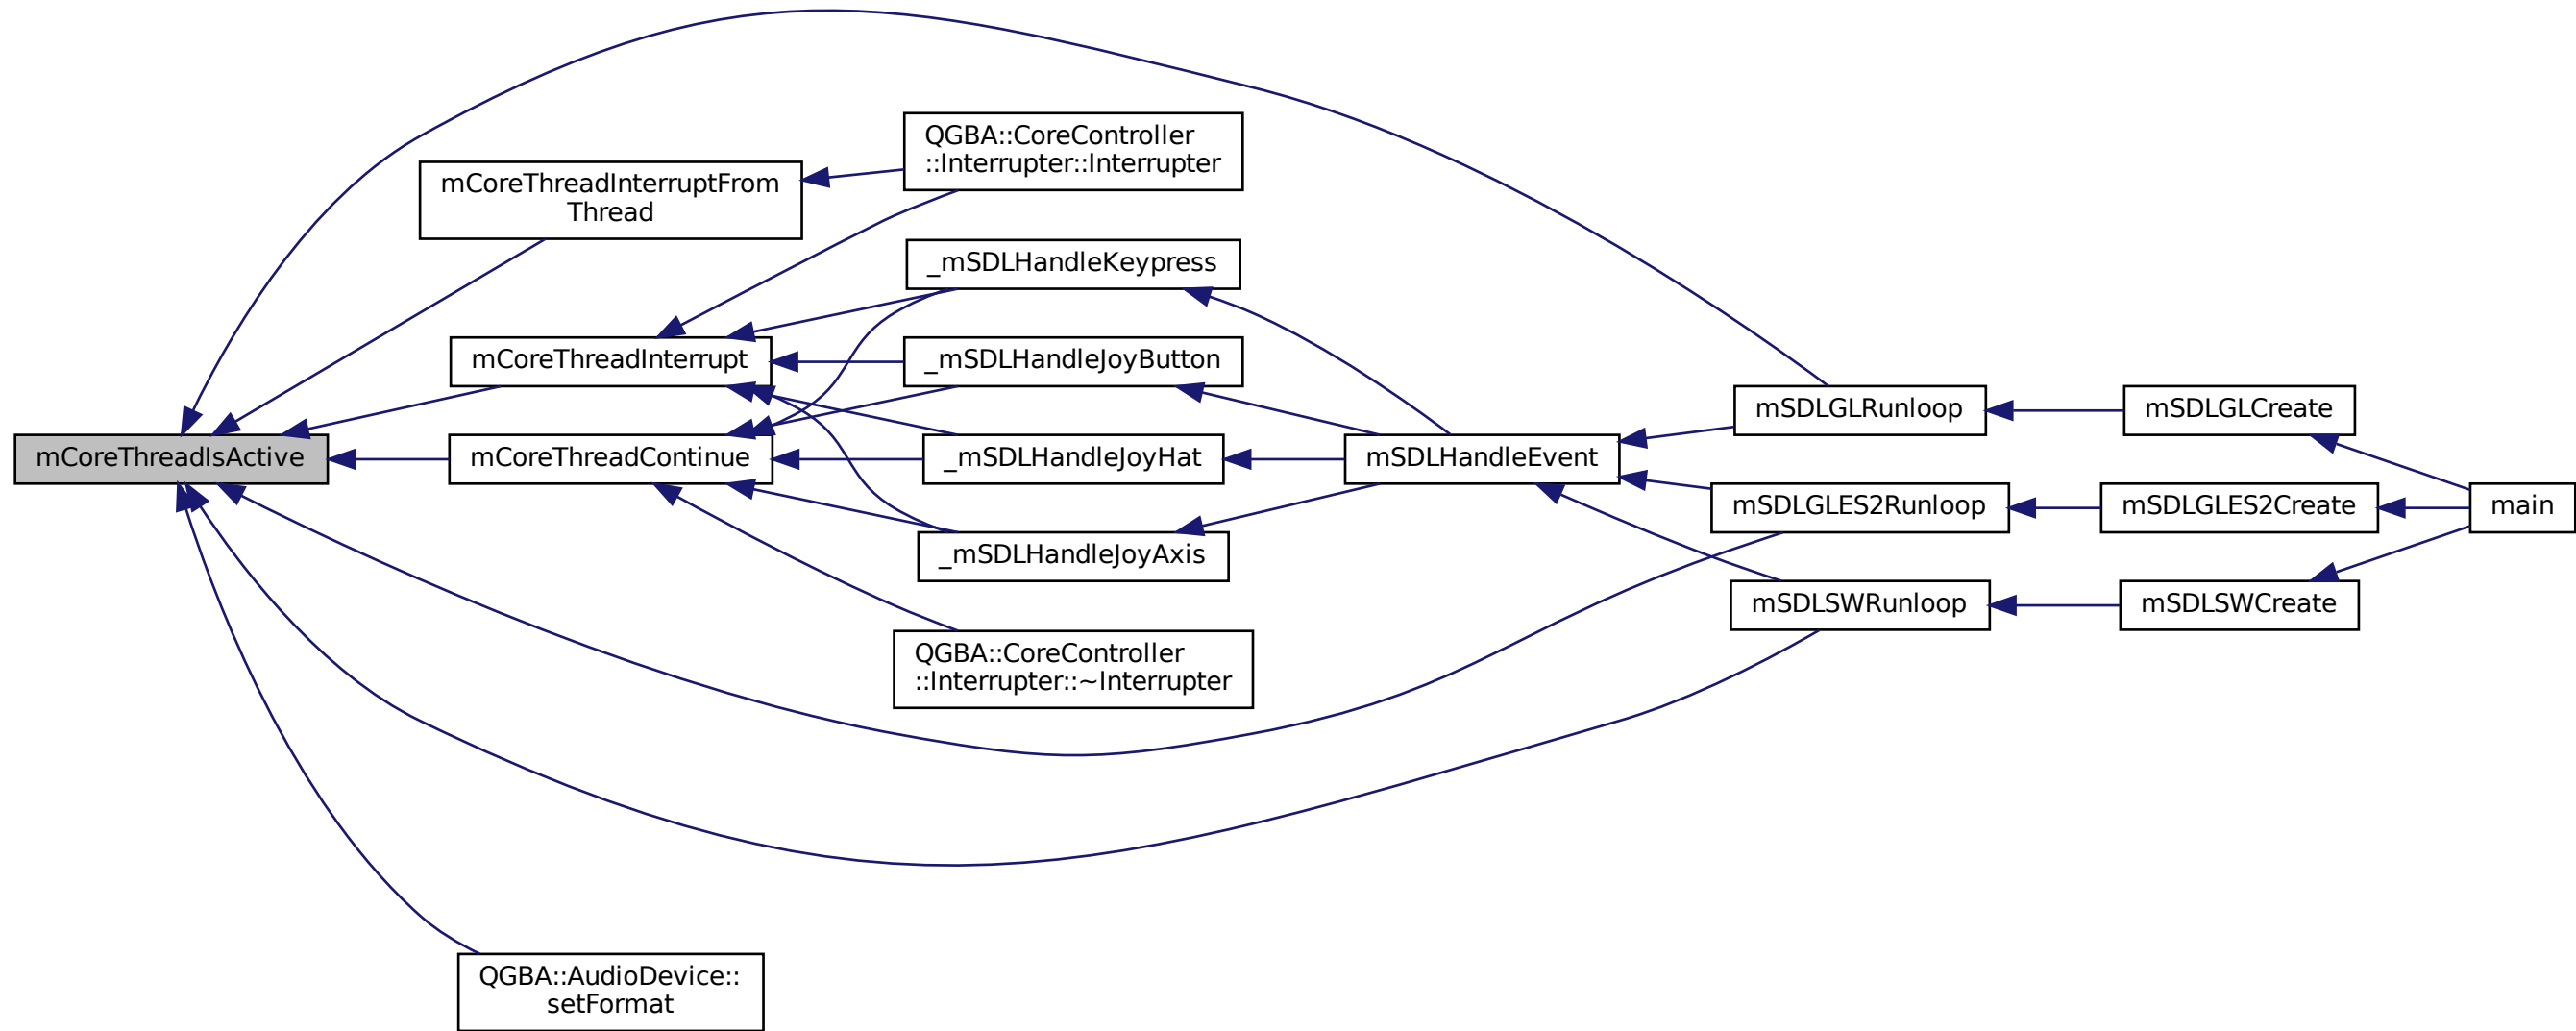 QGBA::CoreController
::Interrupter::Interrupter
mCoreThreadInterruptFrom
Thread
_mSDLHandleKeypress
mCoreThreadInterrupt
_mSDLHandleJoyButton
mSDLGLRunloop
mSDLGLCreate
mCoreThreadIsActive
mCoreThreadContinue
_mSDLHandleJoyHat
mSDLHandleEvent
mSDLGLES2Runloop
mSDLGLES2Create
main
_mSDLHandleJoyAxis
mSDLSWRunloop
mSDLSWCreate
QGBA::CoreController
::Interrupter::~Interrupter
QGBA::AudioDevice::
setFormat